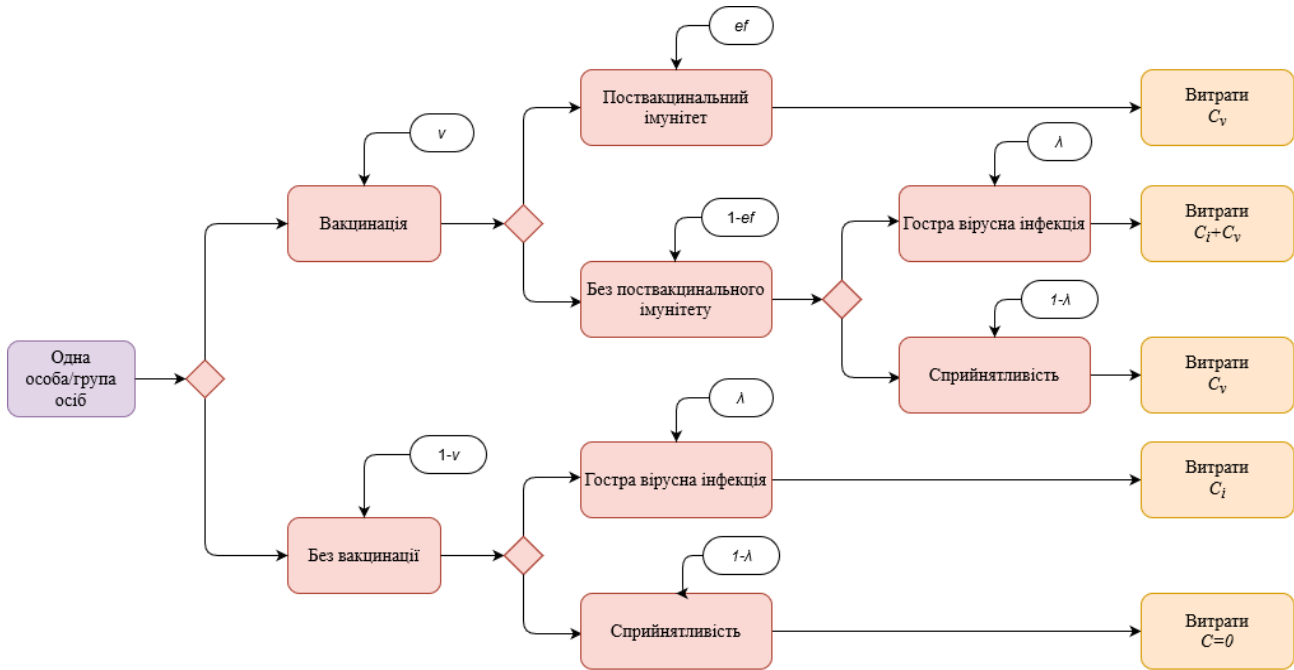 ef
Поствакцинальний
імунітет
Витрати
Cv
v
λ
Вакцинація
1-ef
Гостра вірусна інфекція
Витрати
Ci+Cv
Без поствакцинального
імунітету
1-λ
Одна
особа/група
осіб
Сприйнятливість
Витрати
Cv
λ
1-v
Гостра вірусна інфекція
Витрати
Ci
Без вакцинації
1-λ
Сприйнятливість
Витрати
C=0